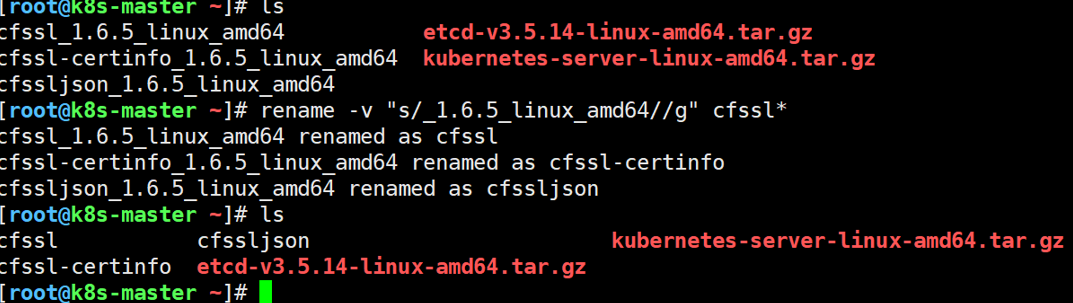 [root@k8s-master ~]# ls
cfssl_1.6.5_linux_amd64 etcd-v3.5.14-linux-amd64.tar.gz
cfssl-certinfo_1.6.5_linux_amd64 kubernetes-server-linux-amd64.tar.gz
cfssljson_1.6.5_linux_amd64
[root@k8s-master ~]# rename -v "s/_1.6.5_linux_amd64//g" cfssl*
cfssl_1.6.5_linux_amd64 renamed as cfssl
cfssl-certinfo_1.6.5_linux_amd64 renamed as cfssl-certinfo
cfssljson_1.6.5_linux_amd64 renamed as cfssljson
[root@k8s-master ~]# ls
cfssl cfssljson kubernetes-server-linux-amd64.tar.gz
cfssl-certinfo etcd-v3.5.14-linux-amd64.tar.gz
[root@k8s-master ~]#